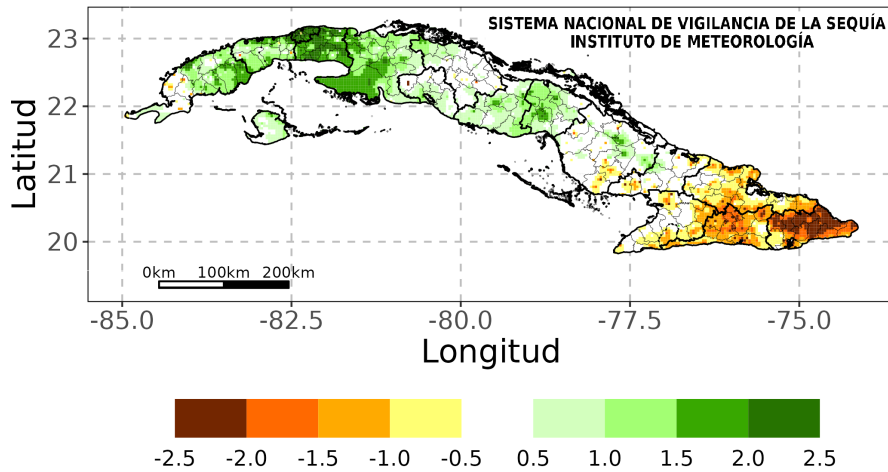 SISTEMA NACIONAL DE VIGILANCIA DE LA SEQUÍA
INSTITUTO DE METEOROLOGÍA
23
22
21
20
Latitud
0km 100km 200km
-85.0 -82.5 -80.0 -77.5 -75.0
Longitud
-2.5 -2.0 -1.5 -1.0 -0.5 0.5 1.0 1.5 2.0 2.5